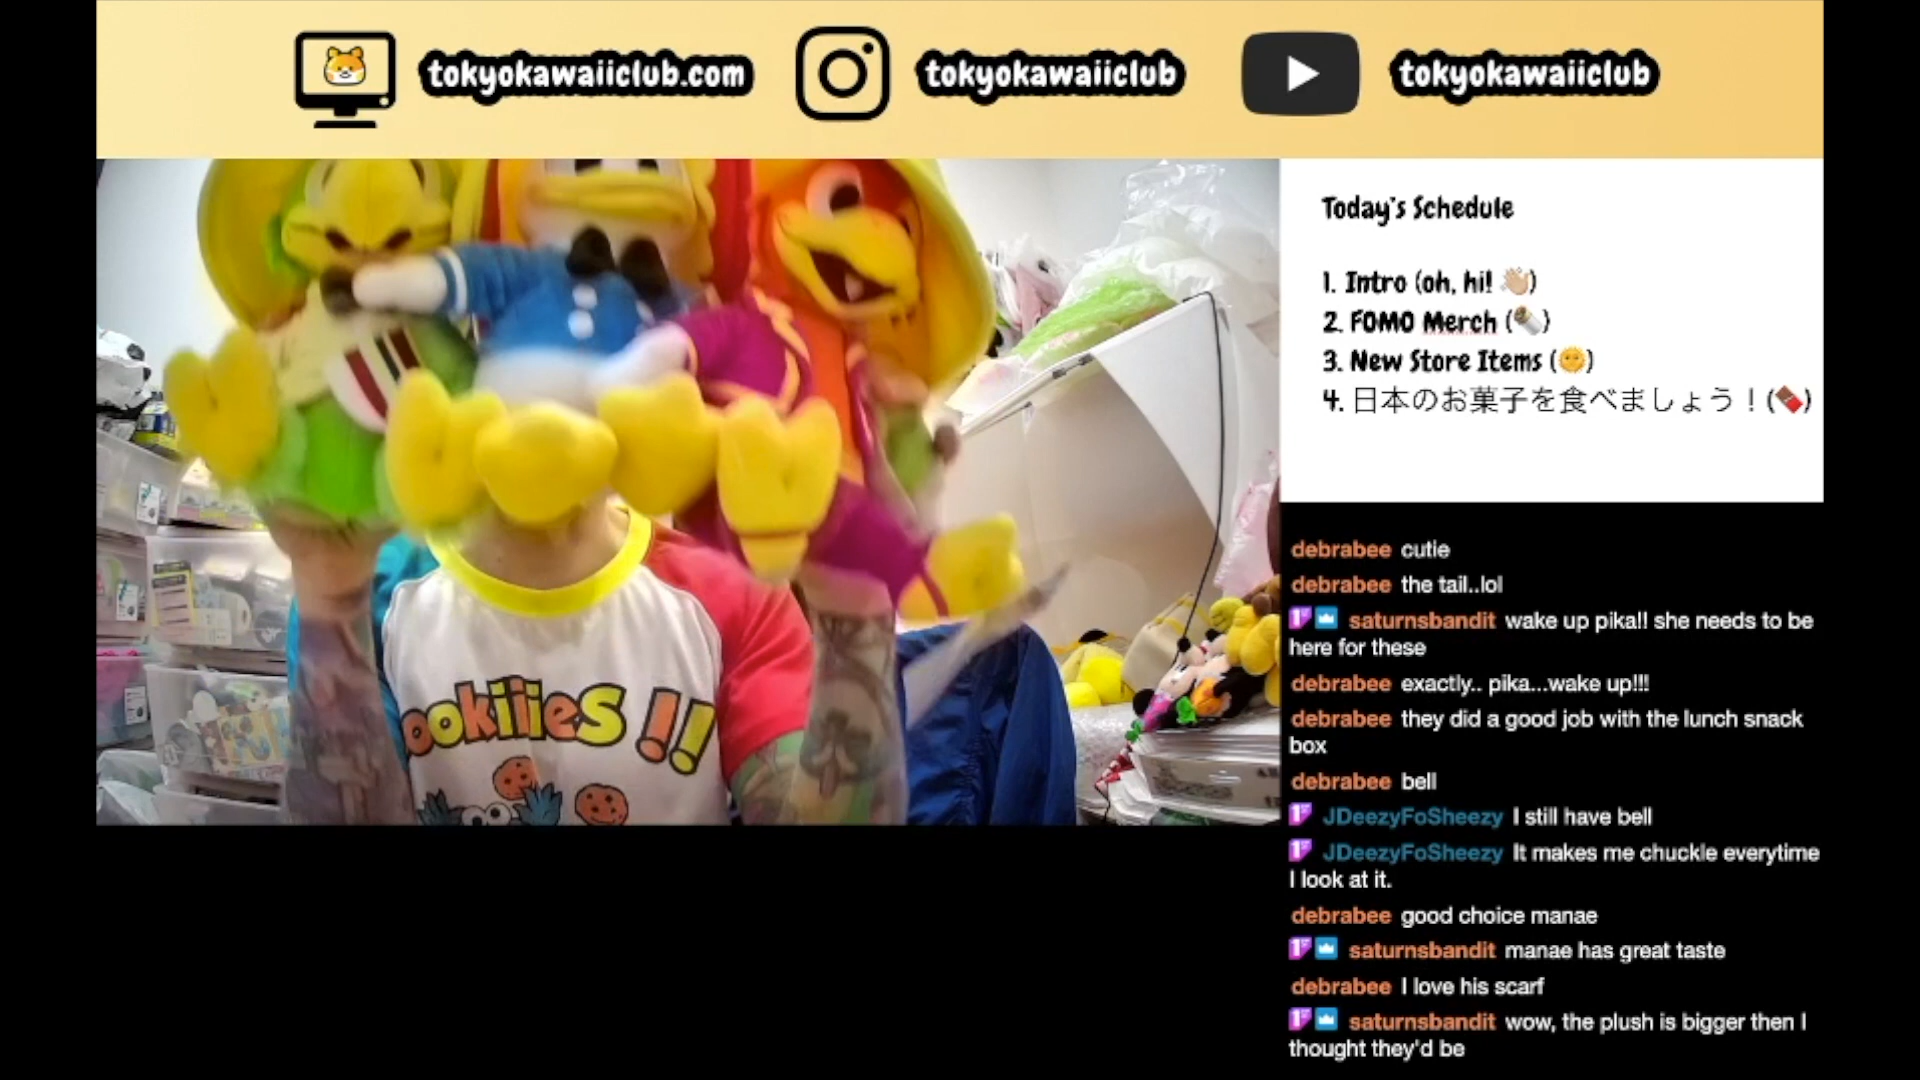 tokyokawaiiclub.com tokyokawaiiclub tokyokawaiiclub
Today's Schedule
1. Intro (oh, hi! 👋🏻)
2. FOMO Merch (🌯)
3. New Store Items (🌞)
4. 日本のお菓子を食べましょう！(🍫)
ookiiieS !!
debrabee cutie
debrabee the tail..lol
saturnsbandit wake up pika!! she needs to be
here for these
debrabee exactly.. pika...wake up!!!
debrabee they did a good job with the lunch snack
box
debrabee bell
JDeezyFoSheezy I still have bell
JDeezyFoSheezy It makes me chuckle everytime
I look at it.
debrabee good choice manae
saturnsbandit manae has great taste
debrabee I love his scarf
saturnsbandit wow, the plush is bigger then I
thought they'd be